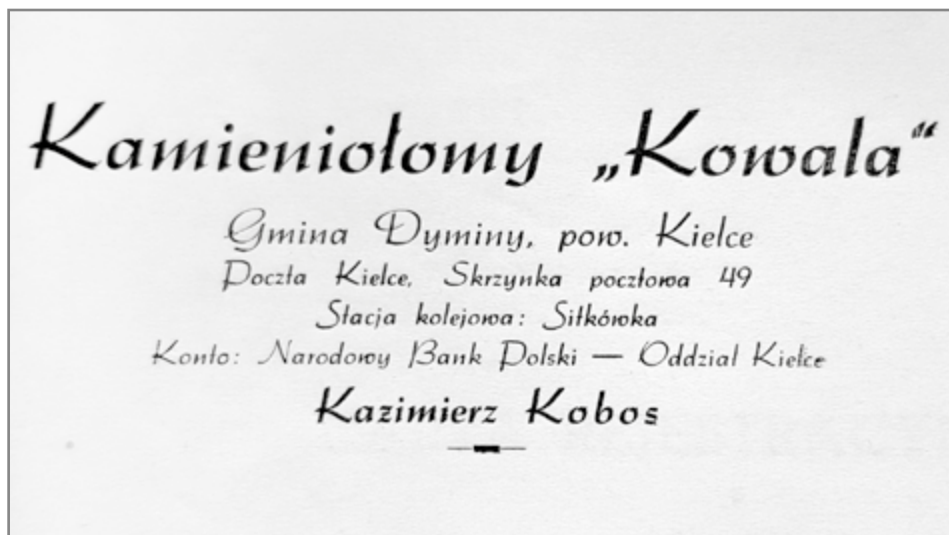 Kamieniołomy „Kowala“
Gmina Dyminy, pow. Kielce
Poczta Kielce, Skrzynka pocztowa 49
Stacja kolejowa: Sitkówka
Konto: Narodowy Bank Polski — Oddział Kielce
Kazimierz Kobos